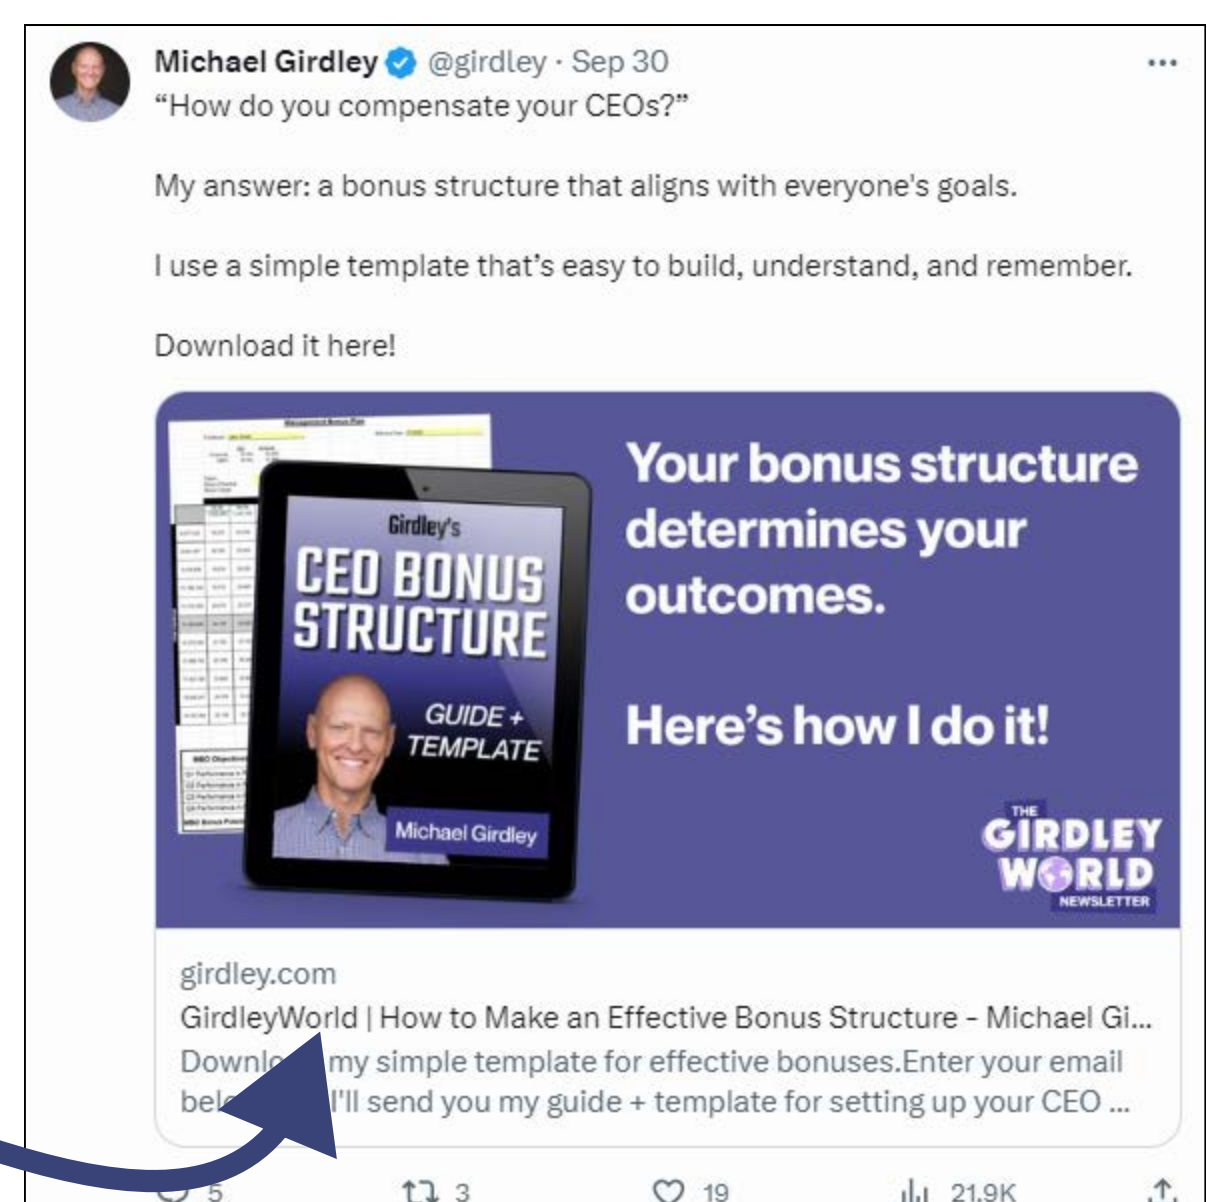 Michael Girdley @girdley · Sep 30
“How do you compensate your CEOs?”
My answer: a bonus structure that aligns with everyone's goals.
I use a simple template that’s easy to build, understand, and remember.
Download it here!
Management Bonus Plan
Girdley's
CEO BONUS
STRUCTURE
GUIDE +
TEMPLATE
Michael Girdley
Your bonus structure
determines your
outcomes.
Here’s how I do it!
THE
GIRDLEY
WORLD
NEWSLETTER
girdley.com
GirdleyWorld | How to Make an Effective Bonus Structure - Michael Gi...
my simple template for effective bonuses.Enter your email
I'll send you my guide + template for setting up your CEO ...
5 3 19 21.9K